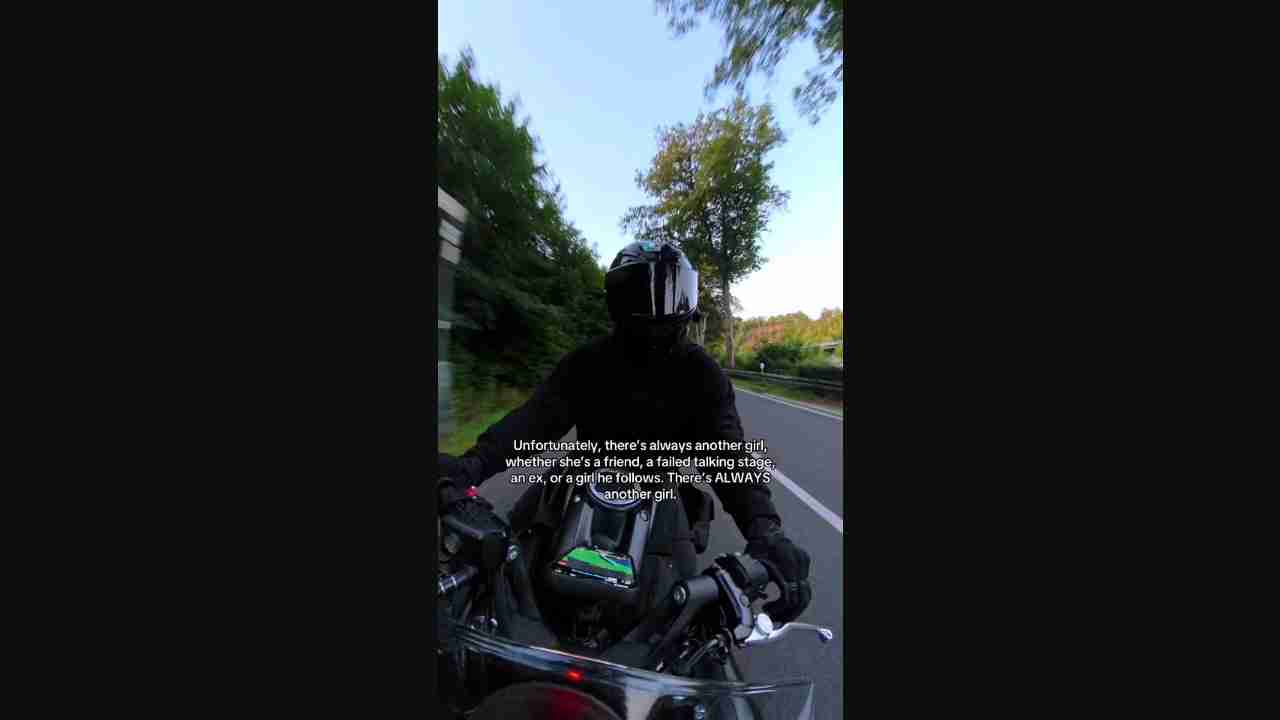 Unfortunately, there's always another girl,
whether she's a friend, a failed talking stage,
an ex, or a girl he follows. There's ALWAYS
another girl.